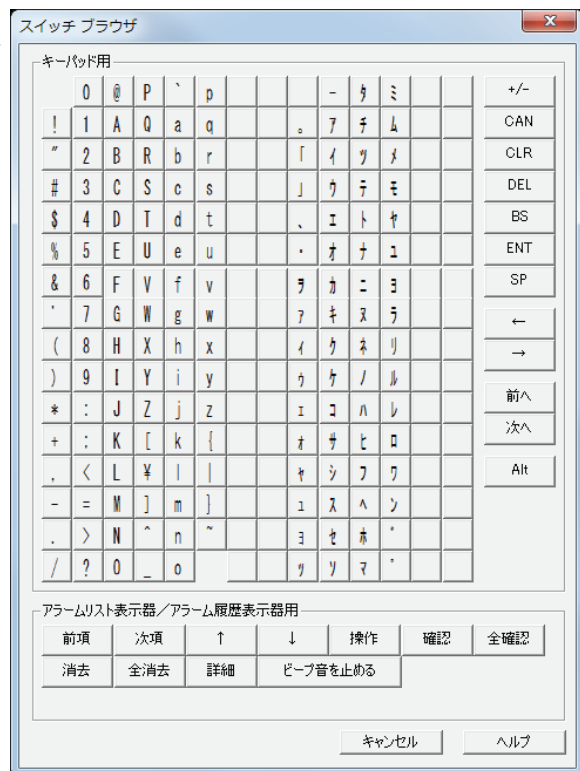 スイッチ ブラウザ
キーパッド用
0 @ P ` p ｰ ﾀ ﾐ +/-
! 1 A Q a q ｡ ｱ ﾁ ﾑ CAN
" 2 B R b r ｢ ｲ ﾂ ﾒ CLR
# 3 C S c s ｣ ｳ ﾃ ﾓ DEL
$ 4 D T d t ､ ｴ ﾄ ﾔ BS
% 5 E U e u ･ ｵ ﾅ ﾕ ENT
& 6 F V f v ｦ ｶ ﾆ ﾖ SP
' 7 G W g w ｧ ｷ ﾇ ﾗ ←
( 8 H X h x ｨ ｸ ﾈ ﾘ →
) 9 I Y i y ｩ ｹ ﾉ ﾙ 前へ
* : J Z j z ｪ ｺ ﾊ ﾚ 次へ
+ : K [ k { ｫ ｻ ﾋ ﾛ
, < L ¥ l | ｬ ｼ ﾌ ﾜ Alt
- = M ] m } ｭ ｽ ﾍ ﾝ
. > N ^ n ~ ｮ ｾ ﾎ ﾞ
/ ? O _ o ｯ ｿ ﾏ ﾟ
アラームリスト表示器／アラーム履歴表示器用
前項 次項 ↑ ↓ 操作 確認 全確認
消去 全消去 詳細 ビープ音を止める
キャンセル ヘルプ